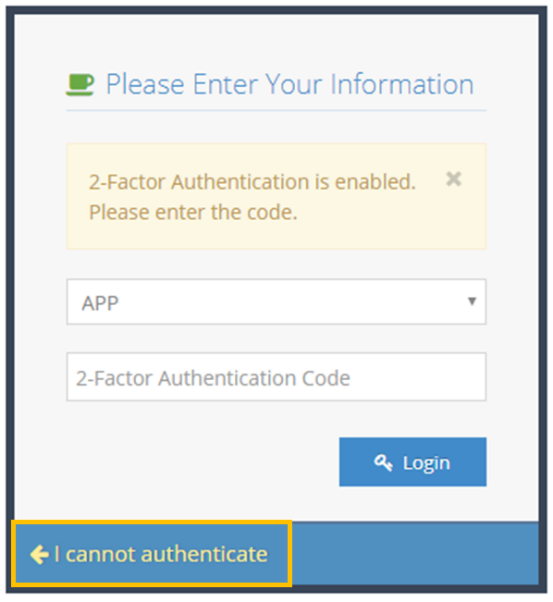 Please Enter Your Information
2-Factor Authentication is enabled.
Please enter the code.
APP
2-Factor Authentication Code
Login
I cannot authenticate